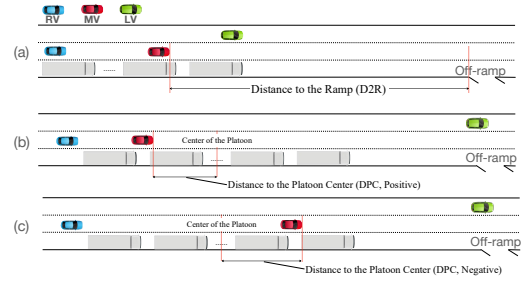 RV MV LV
(a)
......
Off-ramp
Distance to the Ramp (D2R)
(b)
Center of the Platoon
......
Off-ramp
Distance to the Platoon Center (DPC, Positive)
(c)
Center of the Platoon
......
Off-ramp
Distance to the Platoon Center (DPC, Negative)